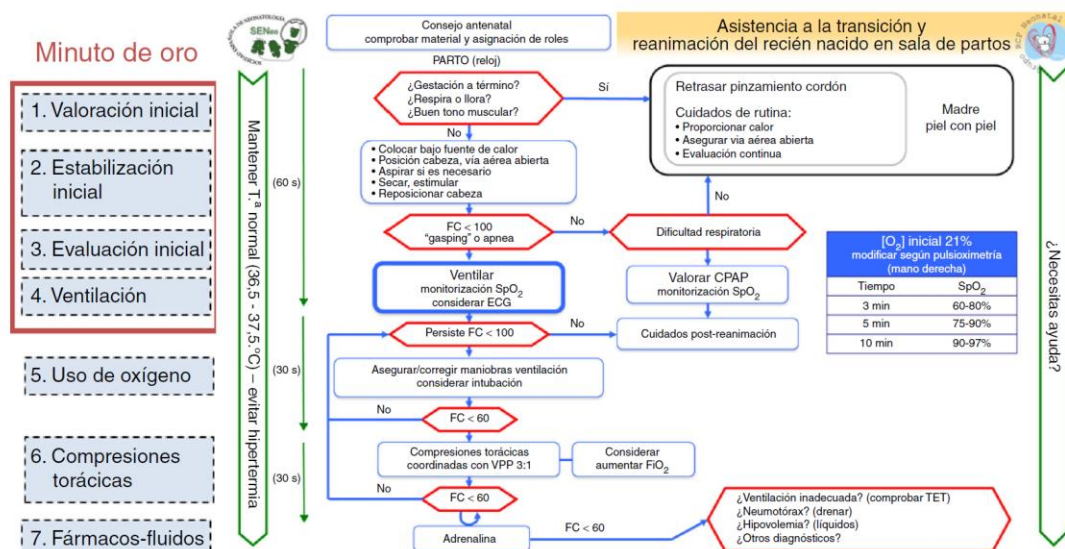 Minuto de oro
1. Valoración inicial
2. Estabilización
inicial
3. Evaluación inicial
4. Ventilación
5. Uso de oxígeno
6. Compresiones
torácicas
7. Fármacos-fluidos
SENeo
Mantener T.ª normal (36,5 - 37,5.°C) – evitar hipertermia
(60 s)
(30 s)
(30 s)
Consejo antenatal
comprobar material y asignación de roles
Asistencia a la transición y
reanimación del recién nacido en sala de partos
PARTO (reloj)
¿Gestación a término?
¿Respira o llora?
¿Buen tono muscular?
Sí
Retrasar pinzamiento cordón
Cuidados de rutina:
• Proporcionar calor
• Asegurar via aérea abierta
• Evaluación continua
Madre
piel con piel
No
• Colocar bajo fuente de calor
• Posición cabeza, vía aérea abierta
• Aspirar si es necesario
• Secar, estimular
• Reposicionar cabeza
No
FC < 100
"gasping" o apnea
No
Dificultad respiratoria
Ventilar
monitorización SpO2
considerar ECG
Valorar CPAP
monitorización SpO2
Persiste FC < 100
No
Cuidados post-reanimación
Asegurar/corregir maniobras ventilación
considerar intubación
No
FC < 60
Compresiones torácicas
coordinadas con VPP 3:1
Considerar
aumentar FiO2
No
FC < 60
Adrenalina
FC < 60
¿Ventilación inadecuada? (comprobar TET)
¿Neumotórax? (drenar)
¿Hipovolemia? (líquidos)
¿Otros diagnósticos?
[O2] inicial 21%
modificar según pulsioximetría
(mano derecha)
Tiempo SpO2
3 min 60-80%
5 min 75-90%
10 min 90-97%
¿Necesitas ayuda?